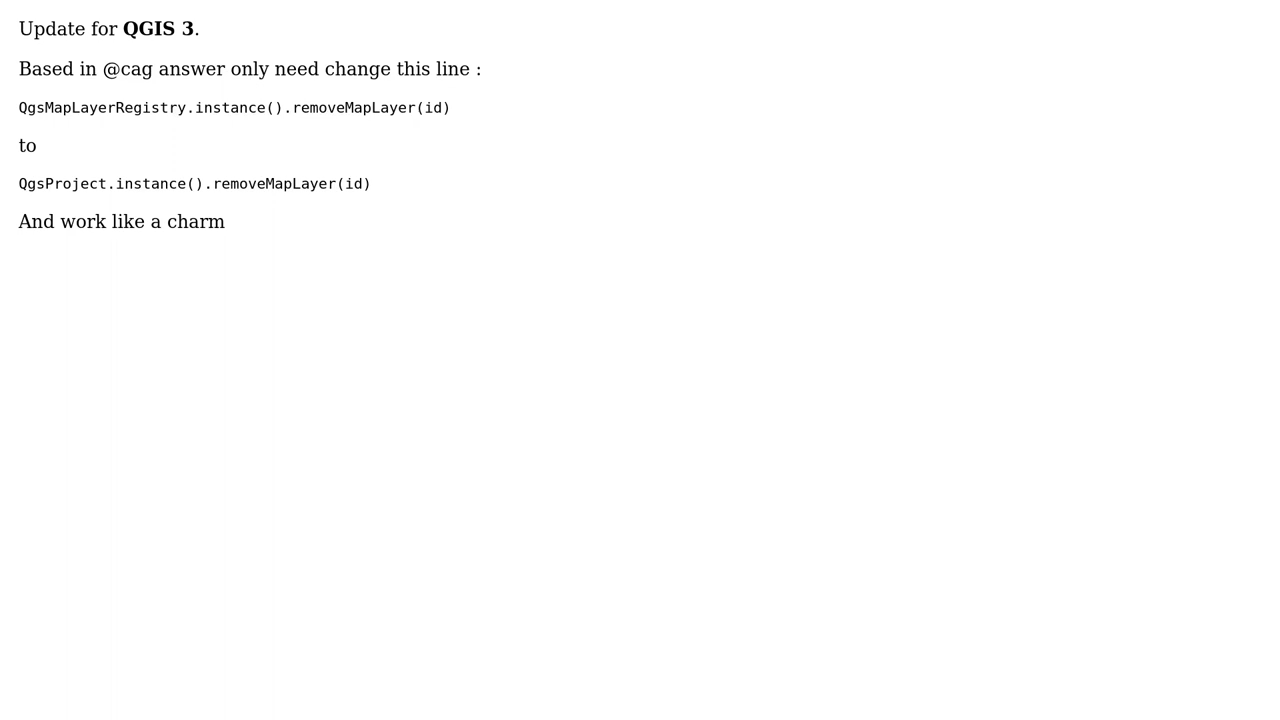 Update for QGIS 3.
Based in @cag answer only need change this line :
QgsMapLayerRegistry.instance().removeMapLayer(id)
to
QgsProject.instance().removeMapLayer(id)
And work like a charm